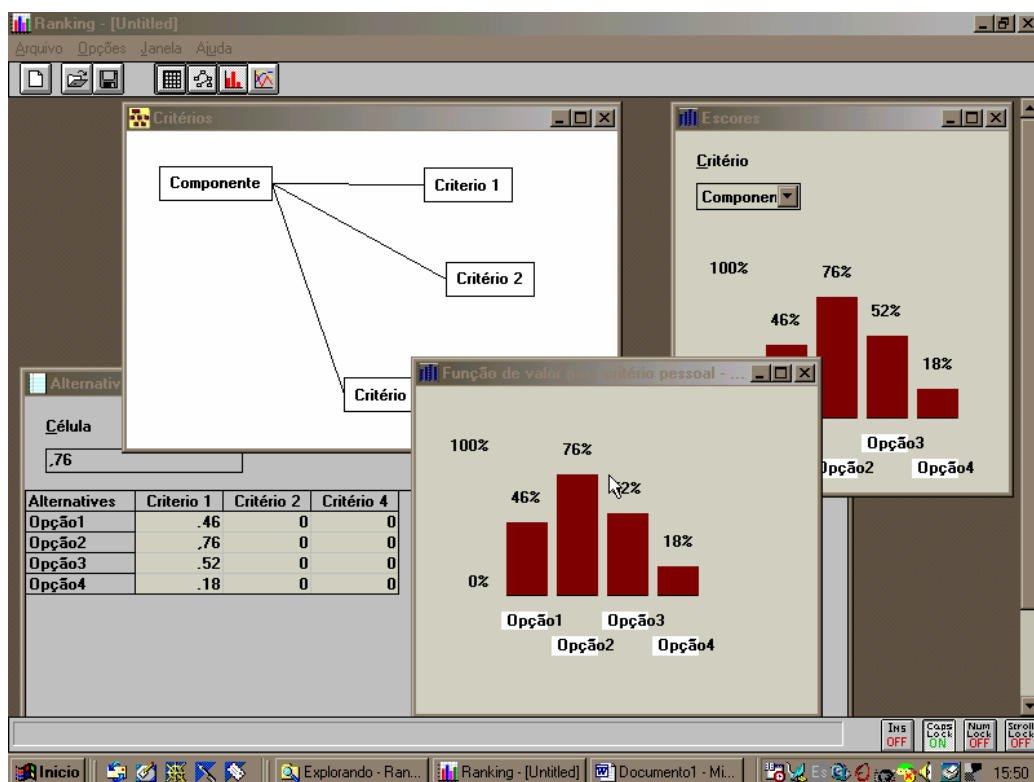 Ranking - [Untitled]
Arquivo Opções Janela Ajuda
Critérios
Componente
Criterio 1
Critério 2
Critério
Escores
Critério
Componen
100%
46%
76%
52%
18%
Opção3
Opção2 Opção4
Alternativ
Célula
,76
Alternatives Criterio 1 Critério 2 Critério 4
Opção1 .46 0 0
Opção2 ,76 0 0
Opção3 .52 0 0
Opção4 .18 0 0
Função de valor para critério pessoal - ...
100%
46%
76%
52%
18%
0%
Opção1 Opção3
Opção2 Opção4
Ins OFF
Caps Lock ON
Num Lock OFF
Scroll Lock OFF
Inicio
Explorando - Ran...
Ranking - [Untitled]
Documento1 - Mi...
Es
15:50